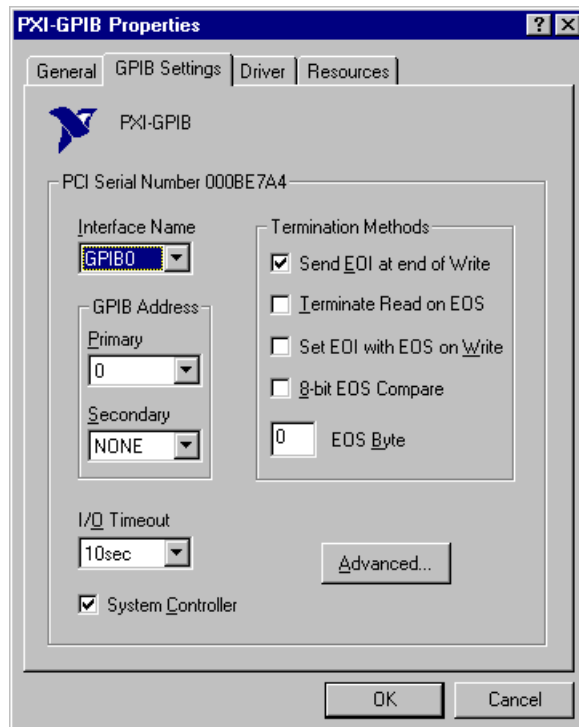 PXI-GPIB Properties
? X
General GPIB Settings Driver Resources
PXI-GPIB
PCI Serial Number 000BE7A4
Interface Name
GPIB0
GPIB Address
Primary
0
Secondary
NONE
I/O Timeout
10sec
System Controller
Termination Methods
Send EOI at end of Write
Terminate Read on EOS
Set EOI with EOS on Write
8-bit EOS Compare
0 EOS Byte
Advanced...
OK Cancel